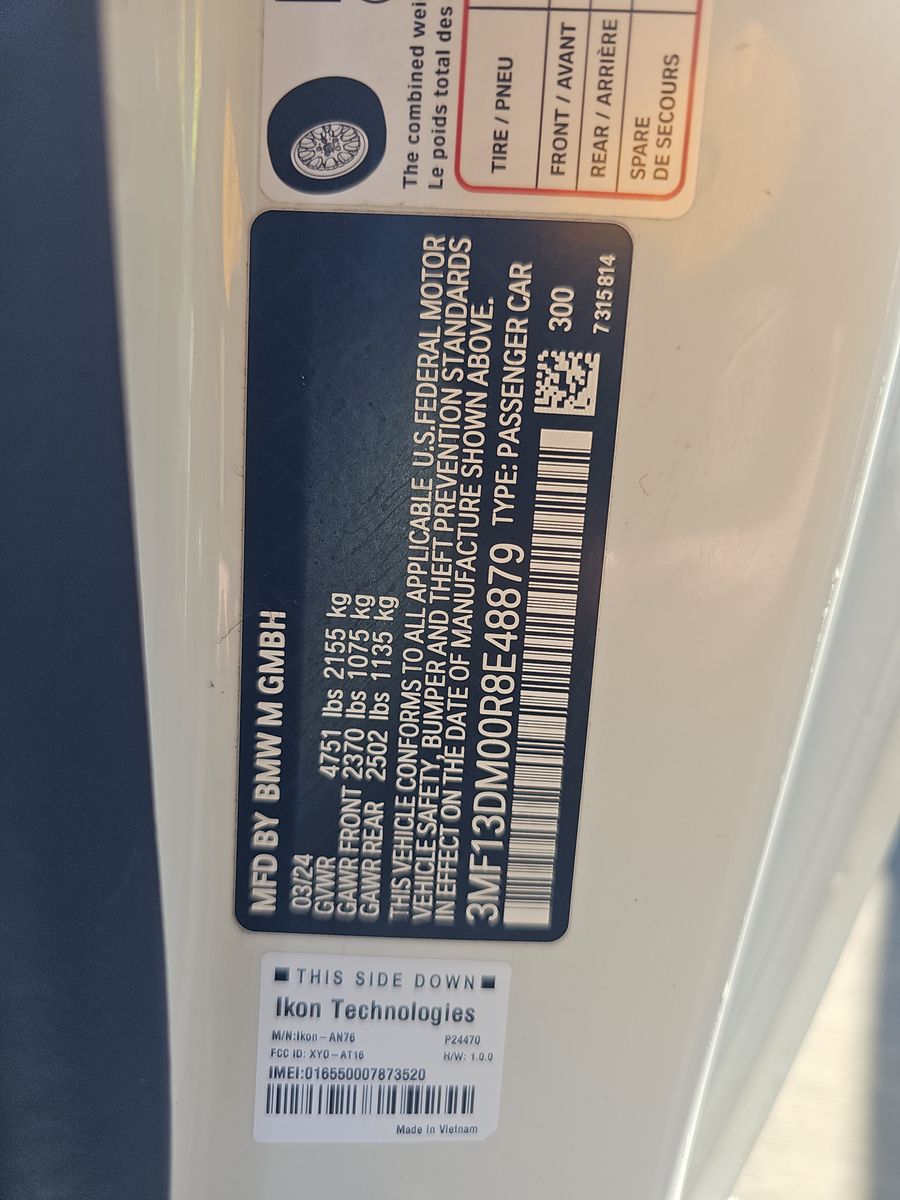 The combined wei
Le poids total des
TIRE / PNEU
FRONT / AVANT
REAR / ARRIÈRE
SPARE
DE SECOURS
MFD BY BMW M GMBH
03/24
GVWR 4751 lbs 2155 kg
GAWR FRONT 2370 lbs 1075 kg
GAWR REAR 2502 lbs 1135 kg
THIS VEHICLE CONFORMS TO ALL APPLICABLE U.S.FEDERAL MOTOR
VEHICLE SAFETY, BUMPER AND THEFT PREVENTION STANDARDS
IN EFFECT ON THE DATE OF MANUFACTURE SHOWN ABOVE.
3MF13DM00R8E48879 TYPE: PASSENGER CAR
300
7 315 814
THIS SIDE DOWN
Ikon Technologies
M/N:Ikon-AN76 P24470
FCC ID: XYO-AT16 H/W: 1.0.0
IMEI:016550007873520
Made in Vietnam